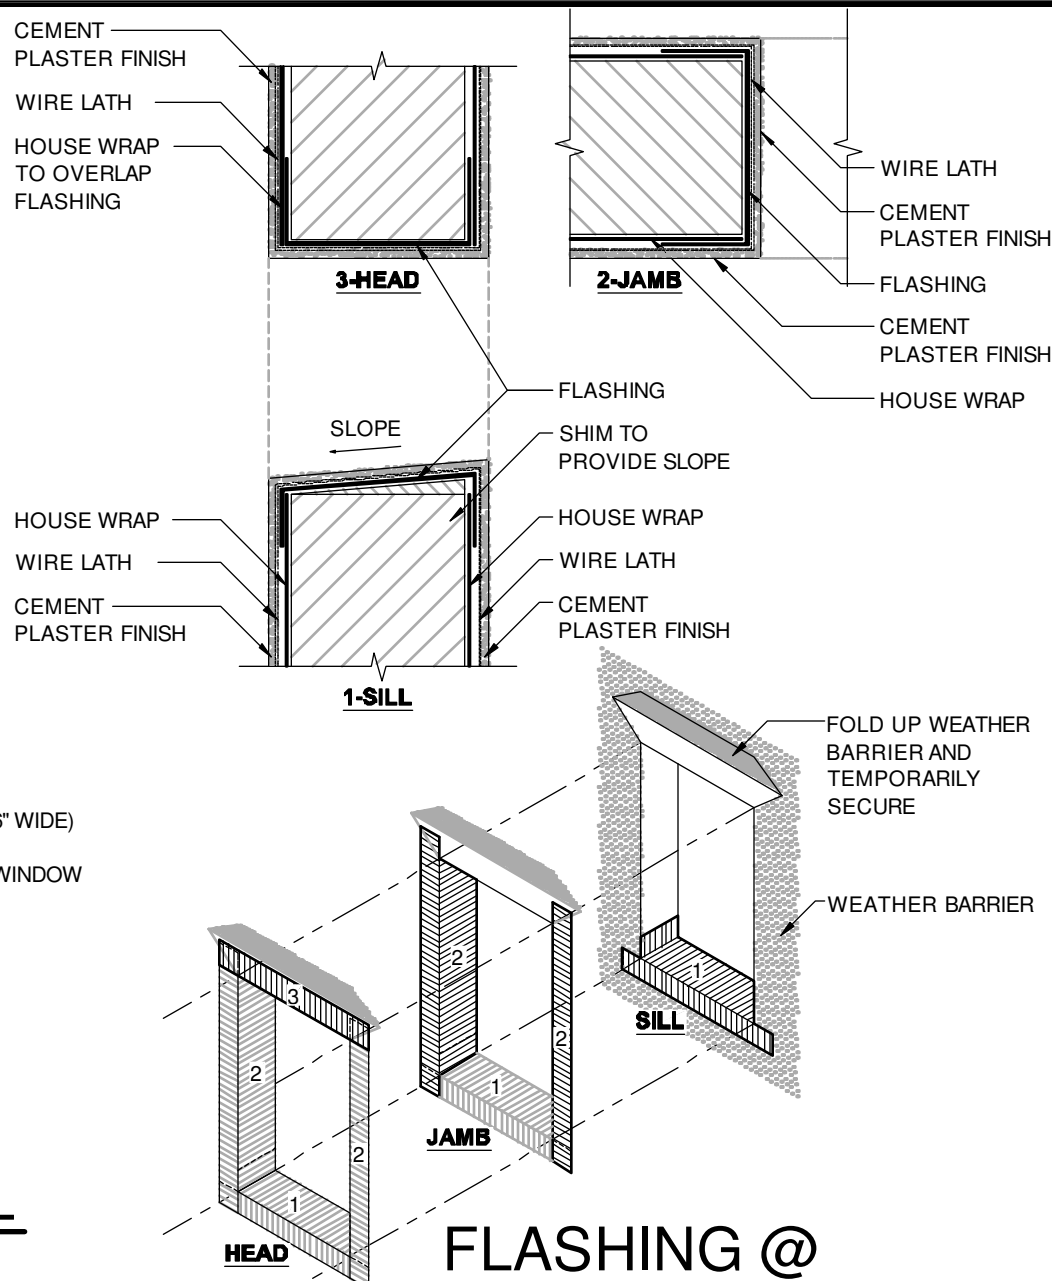 CEMENT
PLASTER FINISH
WIRE LATH
HOUSE WRAP
TO OVERLAP
FLASHING
3-HEAD
2-JAMB
WIRE LATH
CEMENT
PLASTER FINISH
FLASHING
CEMENT
PLASTER FINISH
HOUSE WRAP
FLASHING
SLOPE
SHIM TO
PROVIDE SLOPE
HOUSE WRAP
WIRE LATH
CEMENT
PLASTER FINISH
HOUSE WRAP
WIRE LATH
CEMENT
PLASTER FINISH
1-SILL
FOLD UP WEATHER
BARRIER AND
TEMPORARILY
SECURE
6" WIDE)
WINDOW
WEATHER BARRIER
1
SILL
2
2
1
JAMB
3
2
2
1
HEAD
FLASHING @